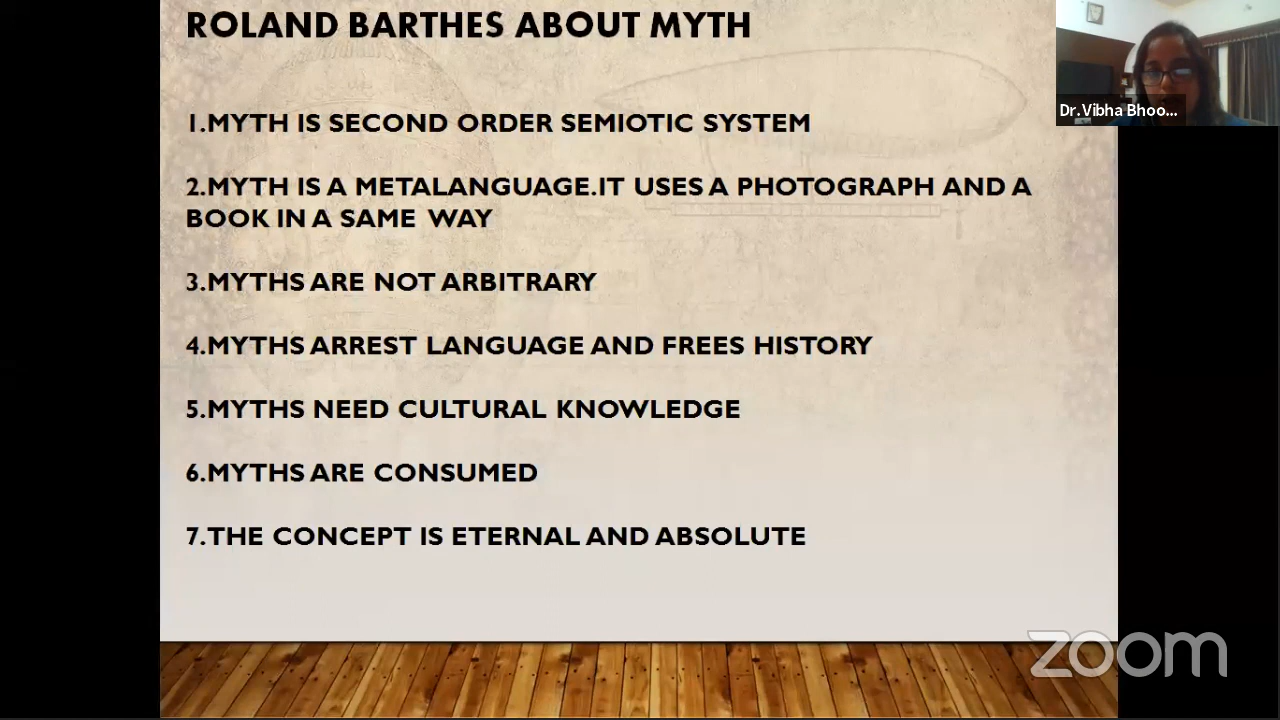 ROLAND BARTHES ABOUT MYTH
Dr.Vibha Bhoo...
1.MYTH IS SECOND ORDER SEMIOTIC SYSTEM
2.MYTH IS A METALANGUAGE.IT USES A PHOTOGRAPH AND A
BOOK IN A SAME WAY
3.MYTHS ARE NOT ARBITRARY
4.MYTHS ARREST LANGUAGE AND FREES HISTORY
5.MYTHS NEED CULTURAL KNOWLEDGE
6.MYTHS ARE CONSUMED
7.THE CONCEPT IS ETERNAL AND ABSOLUTE
zoom